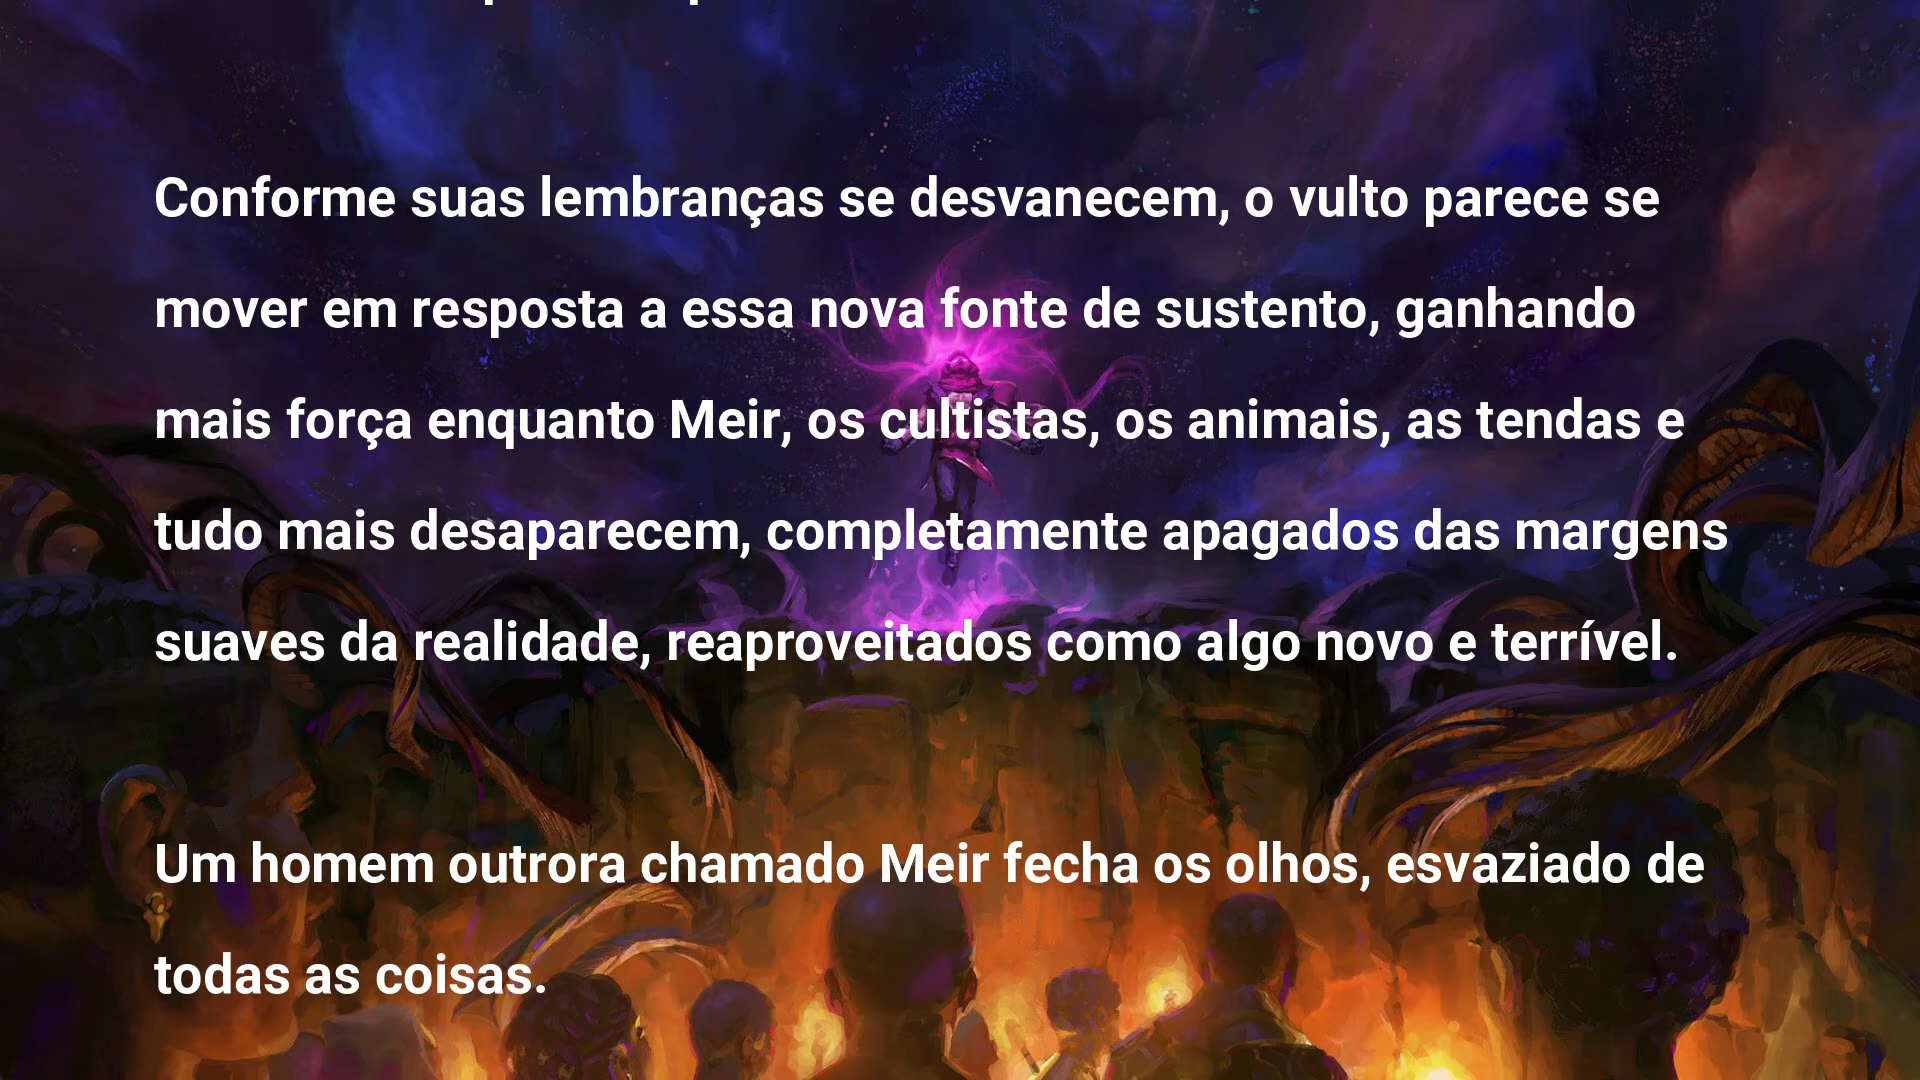 Conforme suas lembranças se desvanecem, o vulto parece se
mover em resposta a essa nova fonte de sustento, ganhando
mais força enquanto Meir, os cultistas, os animais, as tendas e
tudo mais desaparecem, completamente apagados das margens
suaves da realidade, reaproveitados como algo novo e terrível.
Um homem outrora chamado Meir fecha os olhos, esvaziado de
todas as coisas.